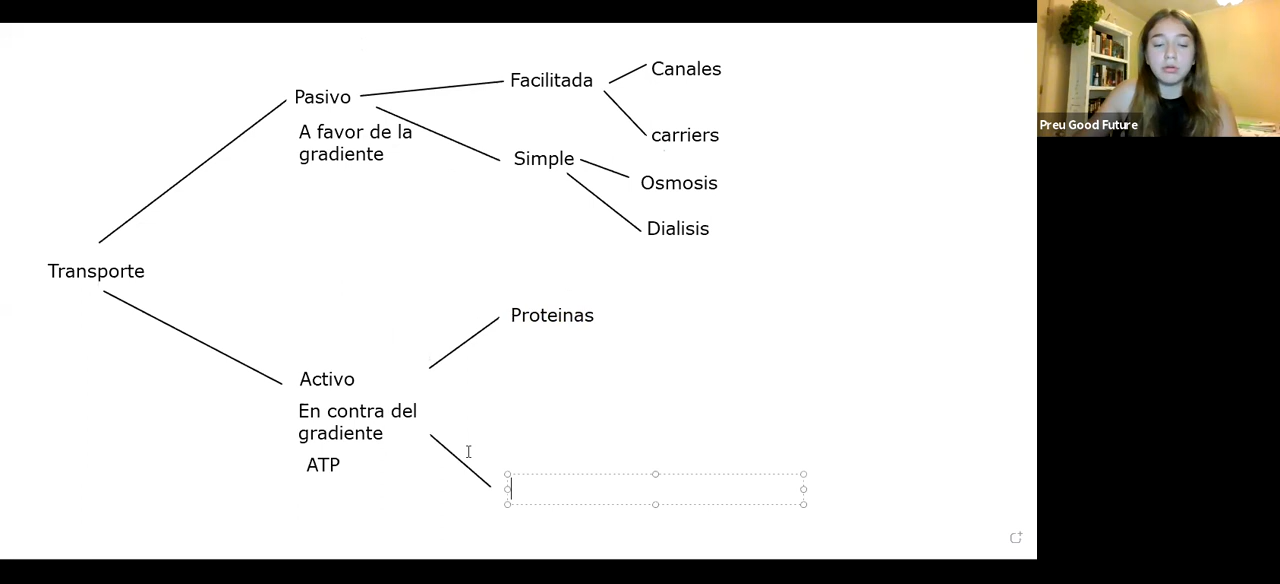 Pasivo
A favor de la
gradiente
Facilitada
Canales
carriers
Simple
Osmosis
Dialisis
Transporte
Activo
En contra del
gradiente
ATP
Proteinas
Preu Good Future